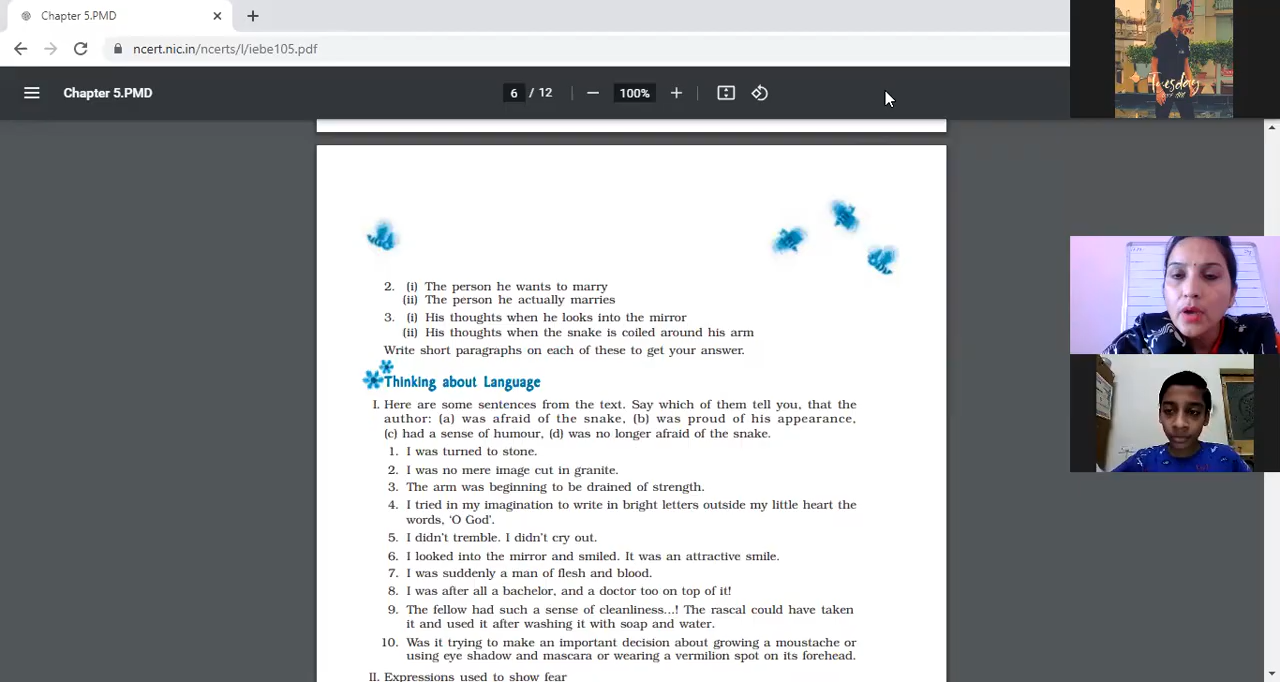 Chapter 5.PMD
ncert.nic.in/ncerts/l/iebe105.pdf
Chapter 5.PMD
6 / 12
100%
Tuesday
2. (i) The person he wants to marry
(ii) The person he actually marries
3. (i) His thoughts when he looks into the mirror
(ii) His thoughts when the snake is coiled around his arm
Write short paragraphs on each of these to get your answer.
Thinking about Language
I. Here are some sentences from the text. Say which of them tell you, that the
author: (a) was afraid of the snake, (b) was proud of his appearance,
(c) had a sense of humour, (d) was no longer afraid of the snake.
1. I was turned to stone.
2. I was no mere image cut in granite.
3. The arm was beginning to be drained of strength.
4. I tried in my imagination to write in bright letters outside my little heart the
words, ‘O God’.
5. I didn’t tremble. I didn’t cry out.
6. I looked into the mirror and smiled. It was an attractive smile.
7. I was suddenly a man of flesh and blood.
8. I was after all a bachelor, and a doctor too on top of it!
9. The fellow had such a sense of cleanliness...! The rascal could have taken
it and used it after washing it with soap and water.
10. Was it trying to make an important decision about growing a moustache or
using eye shadow and mascara or wearing a vermilion spot on its forehead.
II. Expressions used to show fear